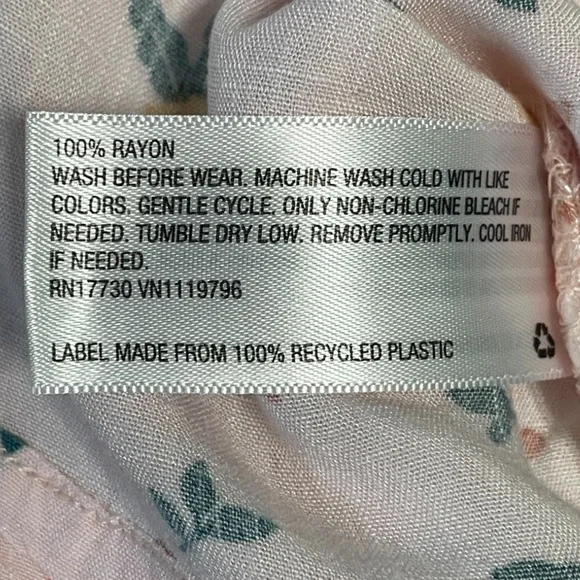 100% RAYON
WASH BEFORE WEAR. MACHINE WASH COLD WITH LIKE
COLORS. GENTLE CYCLE. ONLY NON-CHLORINE BLEACH IF
NEEDED. TUMBLE DRY LOW. REMOVE PROMPTLY. COOL IRON
IF NEEDED.
RN17730 VN1119796
LABEL MADE FROM 100% RECYCLED PLASTIC